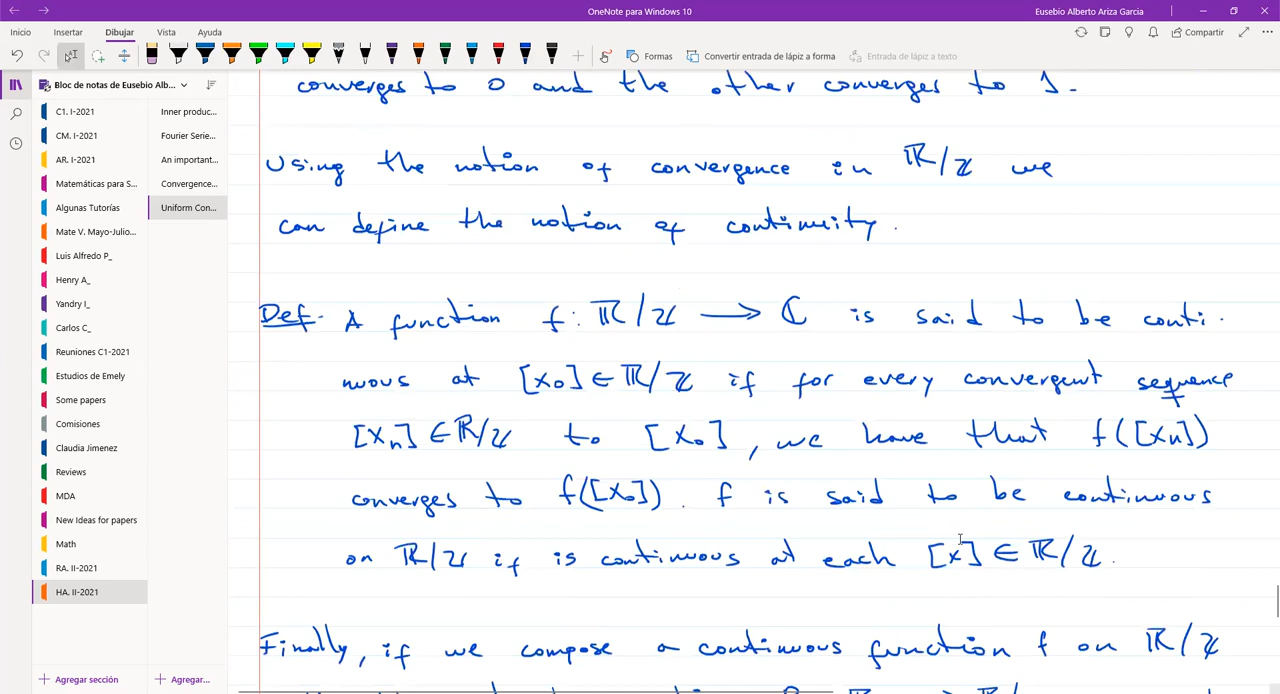 OneNote para Windows 10
Eusebio Alberto Ariza Garcia
Inicio Insertar Dibujar Vista Ayuda
Compartir
Formas Convertir entrada de lápiz a forma Entrada de lápiz a texto
Bloc de notas de Eusebio Alb...
C1. I-2021
CM. I-2021
AR. I-2021
Matemáticas para S...
Algunas Tutorías
Mate V. Mayo-Julio...
Luis Alfredo P_
Henry A_
Yandry I_
Carlos C_
Reuniones C1-2021
Estudios de Emely
Some papers
Comisiones
Claudia Jimenez
Reviews
MDA
New Ideas for papers
Math
RA. II-2021
HA. II-2021
Agregar sección
Inner produc...
Fourier Serie...
An important...
Convergence...
Uniform Con...
Agregar...
converges to 0 and the other converges to 1.
Using the notion of convergence in ℝ/ℤ we
can define the notion of continuity.
Def. A function f: ℝ/ℤ ⟶ ℂ is said to be conti-
nuous at [x₀] ∈ ℝ/ℤ if for every convergent sequence
[xₙ] ∈ ℝ/ℤ to [x₀], we have that f([xₙ])
converges to f([x₀]). f is said to be continuous
on ℝ/ℤ if is continuous at each [x] ∈ ℝ/ℤ.
Finally, if we compose a continuous function f on ℝ/ℤ